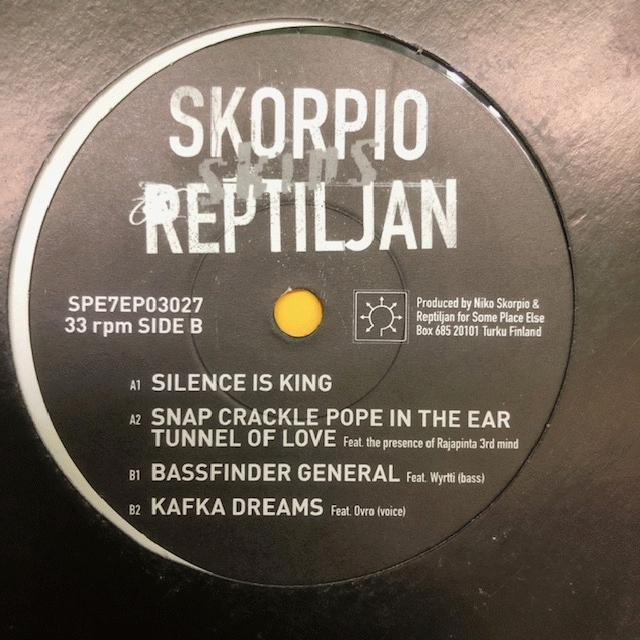 SKORPIO
skins
REPTILJAN
SPE7EP03027
33 rpm SIDE B
Produced by Niko Skorpio &
Reptiljan for Some Place Else
Box 685 20101 Turku Finland
A1 SILENCE IS KING
A2 SNAP CRACKLE POPE IN THE EAR
TUNNEL OF LOVE Feat. the presence of Rajapinta 3rd mind
B1 BASSFINDER GENERAL Feat. Wyrtti (bass)
B2 KAFKA DREAMS Feat. Ovro (voice)